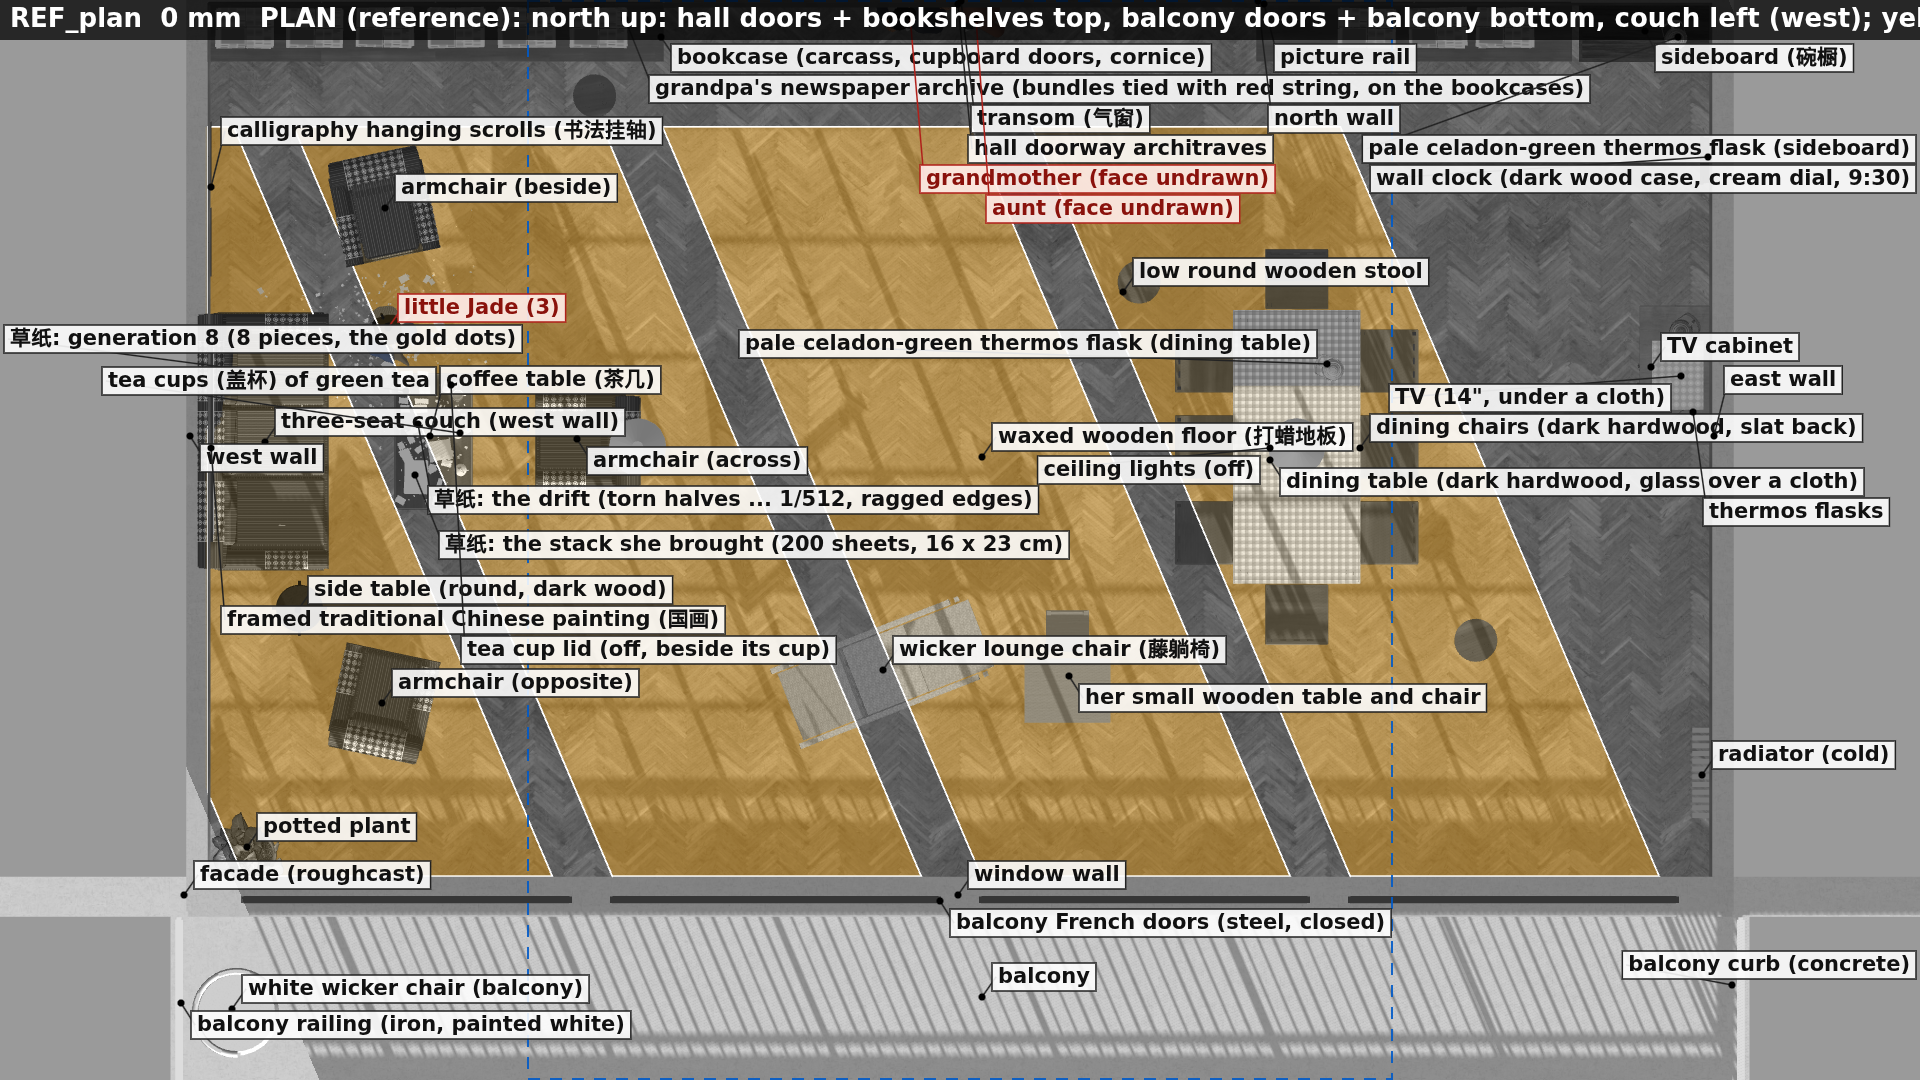 REF_plan 0 mm PLAN (reference): north up: hall doors + bookshelves top, balcony doors + balcony bottom, couch left (west); yel
bookcase (carcass, cupboard doors, cornice)
picture rail
sideboard (碗橱)
grandpa's newspaper archive (bundles tied with red string, on the bookcases)
transom (气窗)
north wall
calligraphy hanging scrolls (书法挂轴)
hall doorway architraves
pale celadon-green thermos flask (sideboard)
armchair (beside)
grandmother (face undrawn)
wall clock (dark wood case, cream dial, 9:30)
aunt (face undrawn)
low round wooden stool
little Jade (3)
草纸: generation 8 (8 pieces, the gold dots)
pale celadon-green thermos flask (dining table)
TV cabinet
tea cups (盖杯) of green tea
coffee table (茶几)
east wall
TV (14", under a cloth)
three-seat couch (west wall)
waxed wooden floor (打蜡地板)
dining chairs (dark hardwood, slat back)
west wall
armchair (across)
ceiling lights (off)
dining table (dark hardwood, glass over a cloth)
草纸: the drift (torn halves ... 1/512, ragged edges)
thermos flasks
草纸: the stack she brought (200 sheets, 16 x 23 cm)
side table (round, dark wood)
framed traditional Chinese painting (国画)
tea cup lid (off, beside its cup)
wicker lounge chair (藤躺椅)
armchair (opposite)
her small wooden table and chair
radiator (cold)
potted plant
facade (roughcast)
window wall
balcony French doors (steel, closed)
balcony curb (concrete)
balcony
white wicker chair (balcony)
balcony railing (iron, painted white)